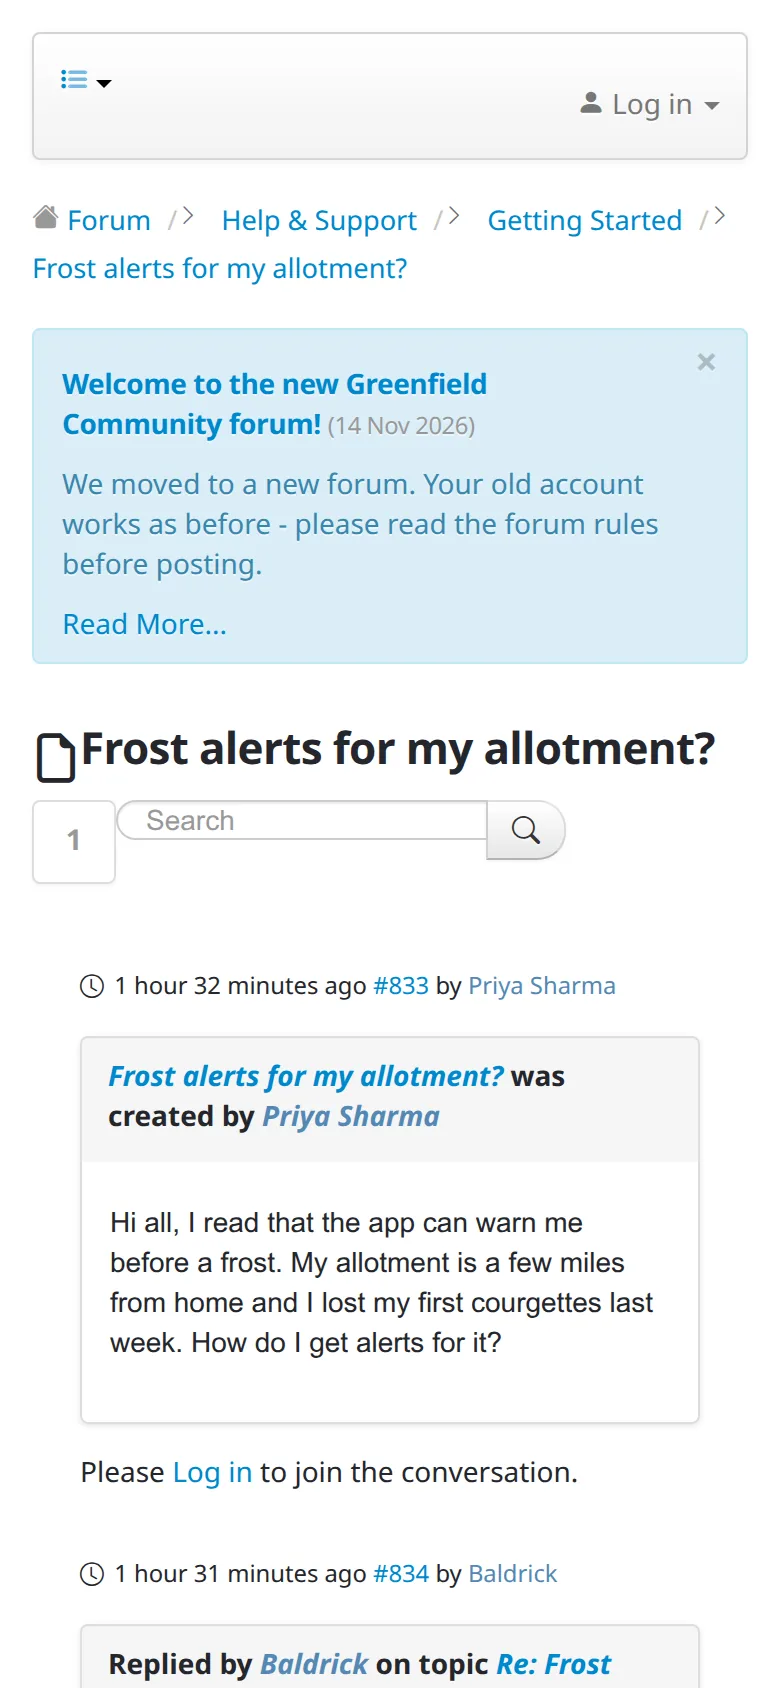 Log in
Forum / Help & Support / Getting Started /
Frost alerts for my allotment?
×
Welcome to the new Greenfield
Community forum! (14 Nov 2026)
We moved to a new forum. Your old account
works as before - please read the forum rules
before posting.
Read More...
Frost alerts for my allotment?
1 Search
1 hour 32 minutes ago #833 by Priya Sharma
Frost alerts for my allotment? was
created by Priya Sharma
Hi all, I read that the app can warn me
before a frost. My allotment is a few miles
from home and I lost my first courgettes last
week. How do I get alerts for it?
Please Log in to join the conversation.
1 hour 31 minutes ago #834 by Baldrick
Replied by Baldrick on topic Re: Frost